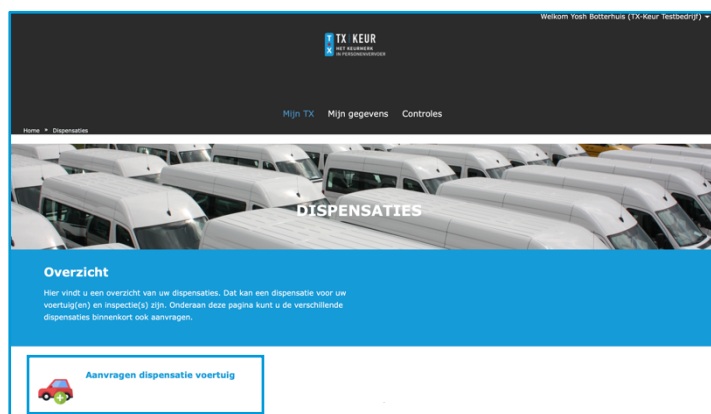 Welkom Yosh Botterhuis (TX-Keur Testbedrijf)
TX TX KEUR
HET KEURMERK
IN PERSONENVERVOER
Mijn TX Mijn gegevens Controles
Home Dispensaties
DISPENSATIES
Overzicht
Hier vindt u een overzicht van uw dispensaties. Dat kan een dispensatie voor uw
voertuig(en) en inspectie(s) zijn. Onderaan deze pagina kunt u de verschillende
dispensaties binnenkort ook aanvragen.
Aanvragen dispensatie voertuig